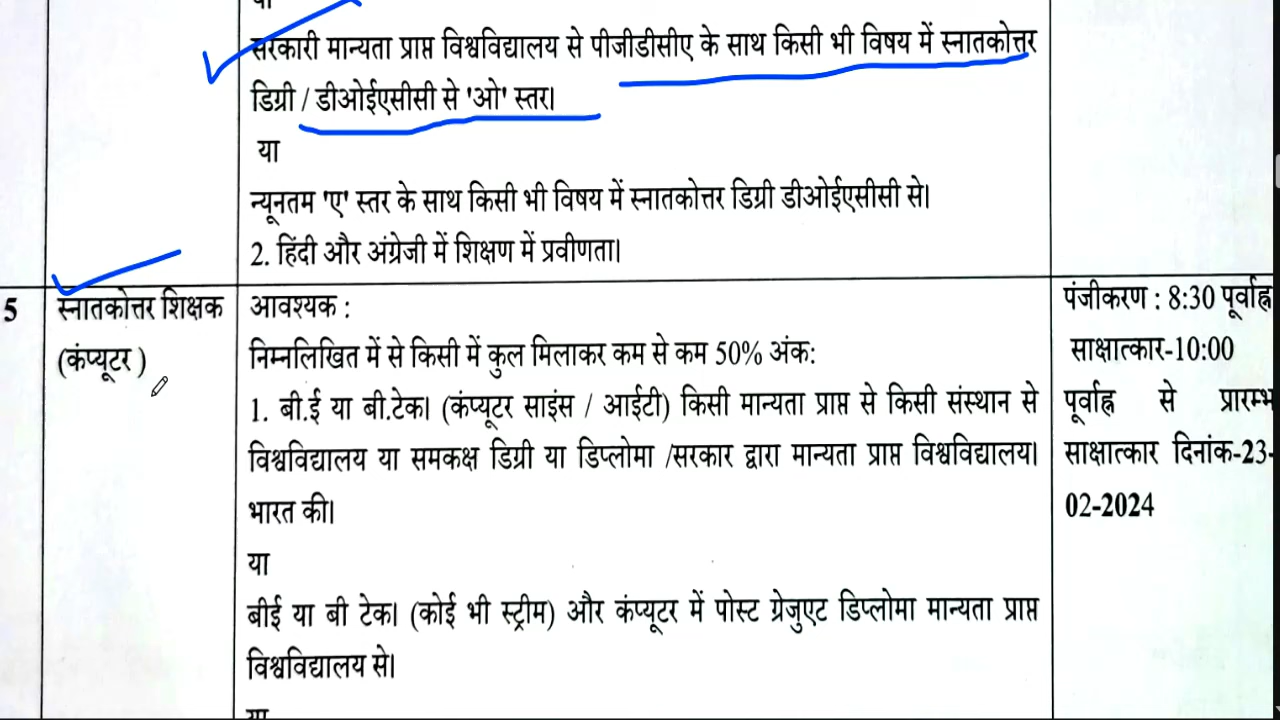 या
सरकारी मान्यता प्राप्त विश्वविद्यालय से पीजीडीसीए के साथ किसी भी विषय में स्नातकोत्तर
डिग्री / डीओईएसीसी से 'ओ' स्तर।
या
न्यूनतम 'ए' स्तर के साथ किसी भी विषय में स्नातकोत्तर डिग्री डीओईएसीसी से।
2. हिंदी और अंग्रेजी में शिक्षण में प्रवीणता।
5
स्नातकोत्तर शिक्षक
(कंप्यूटर )
आवश्यक :
निम्नलिखित में से किसी में कुल मिलाकर कम से कम 50% अंक:
1. बी.ई या बी.टेक। (कंप्यूटर साइंस / आईटी) किसी मान्यता प्राप्त से किसी संस्थान से
विश्वविद्यालय या समकक्ष डिग्री या डिप्लोमा /सरकार द्वारा मान्यता प्राप्त विश्वविद्यालय।
भारत की।
या
बीई या बी टेक। (कोई भी स्ट्रीम) और कंप्यूटर में पोस्ट ग्रेजुएट डिप्लोमा मान्यता प्राप्त
विश्वविद्यालय से।
या
पंजीकरण : 8:30 पूर्वाह्न
साक्षात्कार-10:00
पूर्वाह्न से प्रारम्भ
साक्षात्कार दिनांक-23-
02-2024